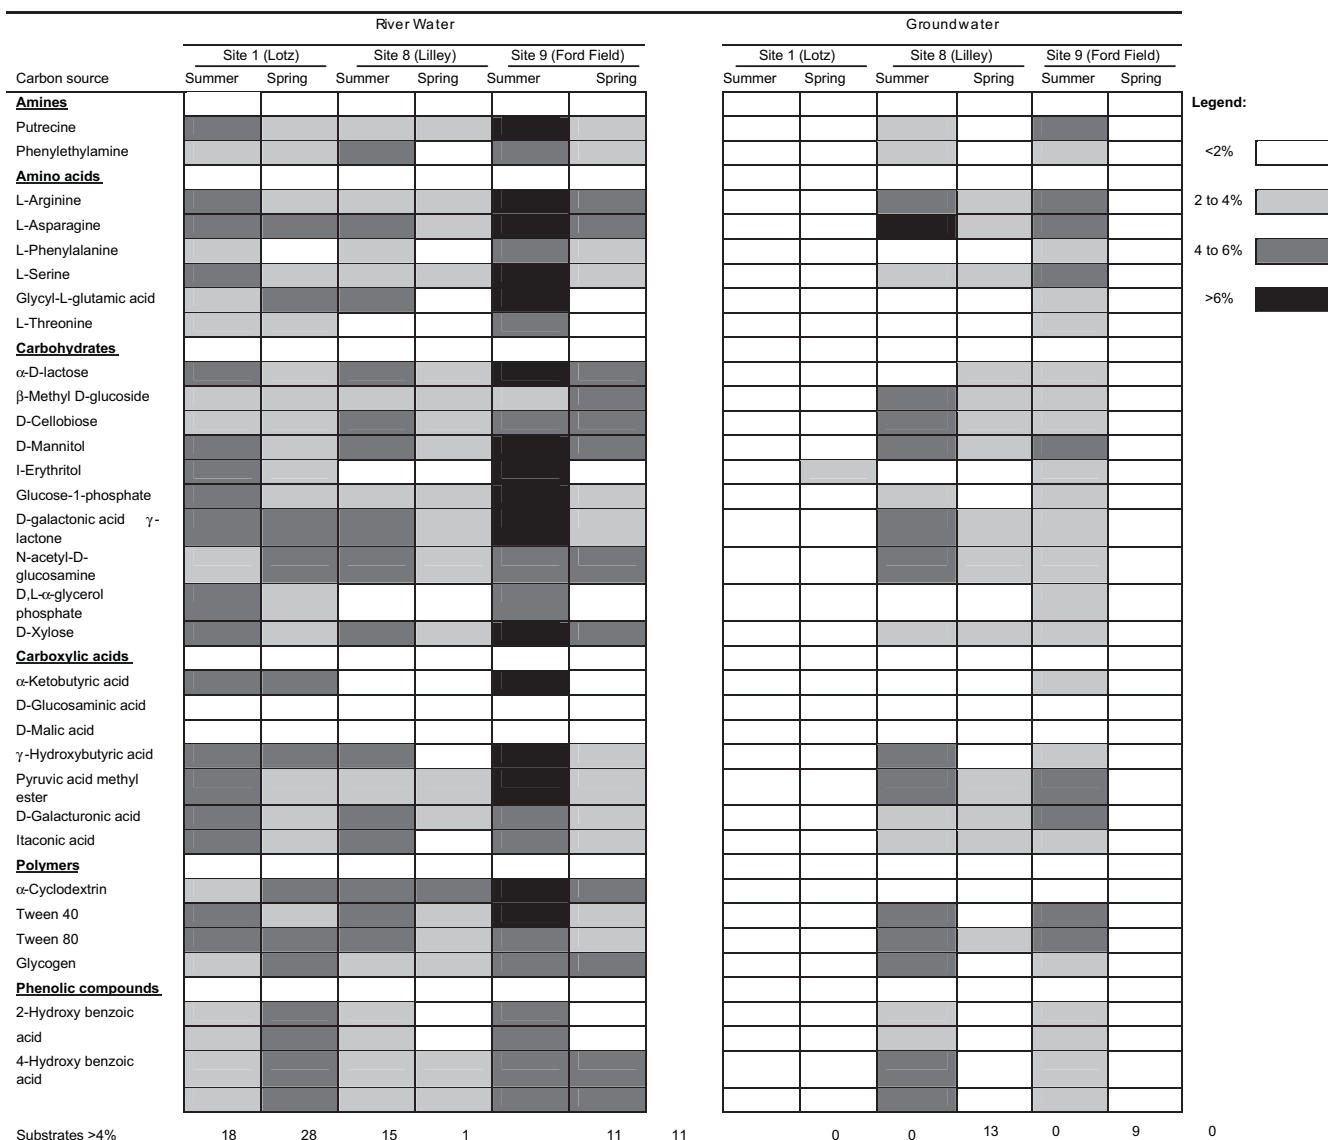 River Water Groundwater
Site 1 (Lotz) Site 8 (Lilley) Site 9 (Ford Field) Site 1 (Lotz) Site 8 (Lilley) Site 9 (Ford Field)
Carbon source Summer Spring Summer Spring Summer Spring Summer Spring Summer Spring Summer Spring
Amines Legend:
Putrecine
Phenylethylamine <2%
Amino acids
L-Arginine 2 to 4%
L-Asparagine
L-Phenylalanine 4 to 6%
L-Serine
Glycyl-L-glutamic acid >6%
L-Threonine
Carbohydrates
α-D-lactose
β-Methyl D-glucoside
D-Cellobiose
D-Mannitol
I-Erythritol
Glucose-1-phosphate
D-galactonic acid γ-
lactone
N-acetyl-D-
glucosamine
D,L-α-glycerol
phosphate
D-Xylose
Carboxylic acids
α-Ketobutyric acid
D-Glucosaminic acid
D-Malic acid
γ-Hydroxybutyric acid
Pyruvic acid methyl
ester
D-Galacturonic acid
Itaconic acid
Polymers
α-Cyclodextrin
Tween 40
Tween 80
Glycogen
Phenolic compounds
2-Hydroxy benzoic
acid
4-Hydroxy benzoic
acid
Substrates >4% 18 28 15 1 11 11 0 0 13 0 9 0